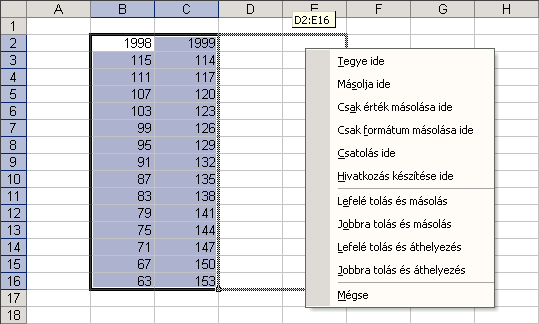 D2:E16
A B C D E F G H
1
2 1998 1999
3 115 114
4 111 117
5 107 120
6 103 123
7 99 126
8 95 129
9 91 132
10 87 135
11 83 138
12 79 141
13 75 144
14 71 147
15 67 150
16 63 153
17
18
Tegye ide
Másolja ide
Csak érték másolása ide
Csak formátum másolása ide
Csatolás ide
Hivatkozás készítése ide
Lefelé tolás és másolás
Jobbra tolás és másolás
Lefelé tolás és áthelyezés
Jobbra tolás és áthelyezés
Mégse